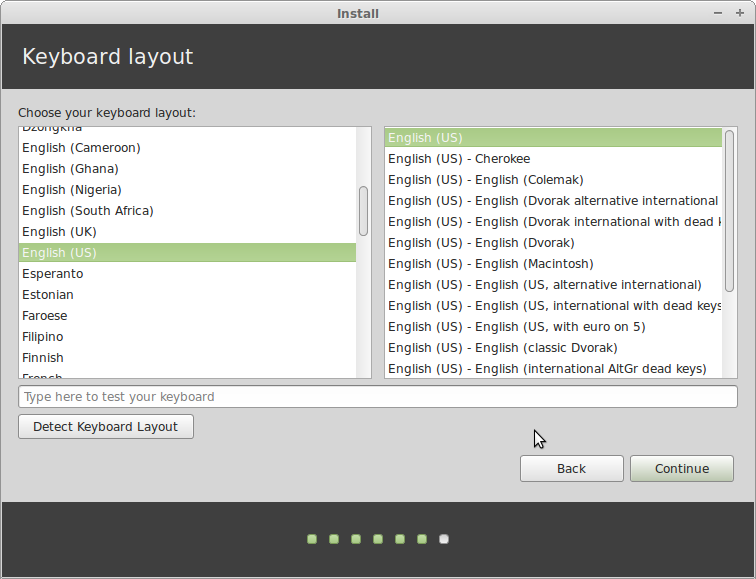 Install
Keyboard layout
Choose your keyboard layout:
Dzongkha
English (Cameroon)
English (Ghana)
English (Nigeria)
English (South Africa)
English (UK)
English (US)
Esperanto
Estonian
Faroese
Filipino
Finnish
French
English (US)
English (US) - Cherokee
English (US) - English (Colemak)
English (US) - English (Dvorak alternative international
English (US) - English (Dvorak international with dead k
English (US) - English (Dvorak)
English (US) - English (Macintosh)
English (US) - English (US, alternative international)
English (US) - English (US, international with dead keys
English (US) - English (US, with euro on 5)
English (US) - English (classic Dvorak)
English (US) - English (international AltGr dead keys)
Type here to test your keyboard
Detect Keyboard Layout
Back
Continue